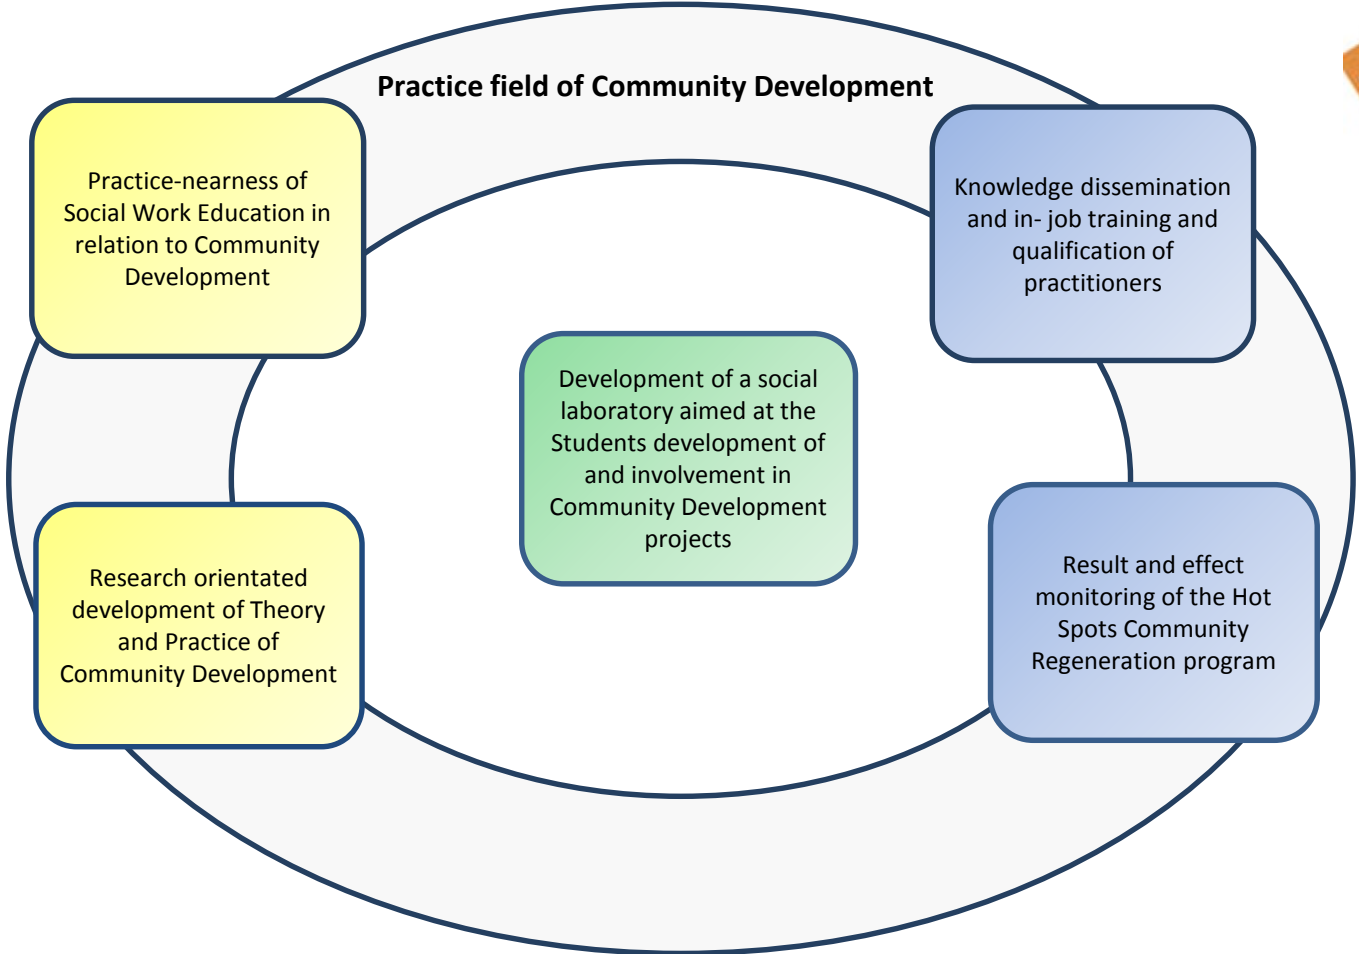 Practice field of Community Development
Practice-nearness of
Social Work Education in
relation to Community
Development
Knowledge dissemination
and in- job training and
qualification of
practitioners
Development of a social
laboratory aimed at the
Students development of
and involvement in
Community Development
projects
Research orientated
development of Theory
and Practice of
Community Development
Result and effect
monitoring of the Hot
Spots Community
Regeneration program